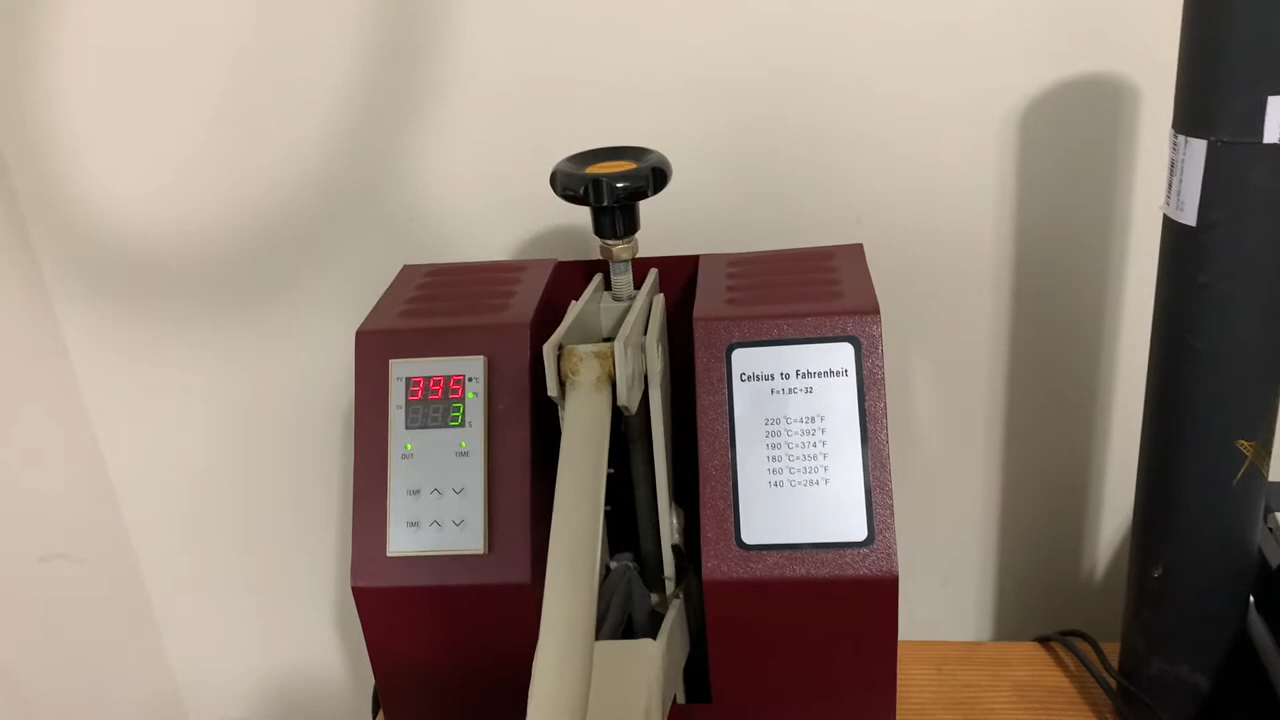 PV
395
°C
°F
SV
3
S
OUT
TIME
TEMP
TIME
Celsius to Fahrenheit
F=1.8C+32
220 °C=428°F
200 °C=392°F
190 °C=374°F
180 °C=356°F
160 °C=320°F
140 °C=284°F